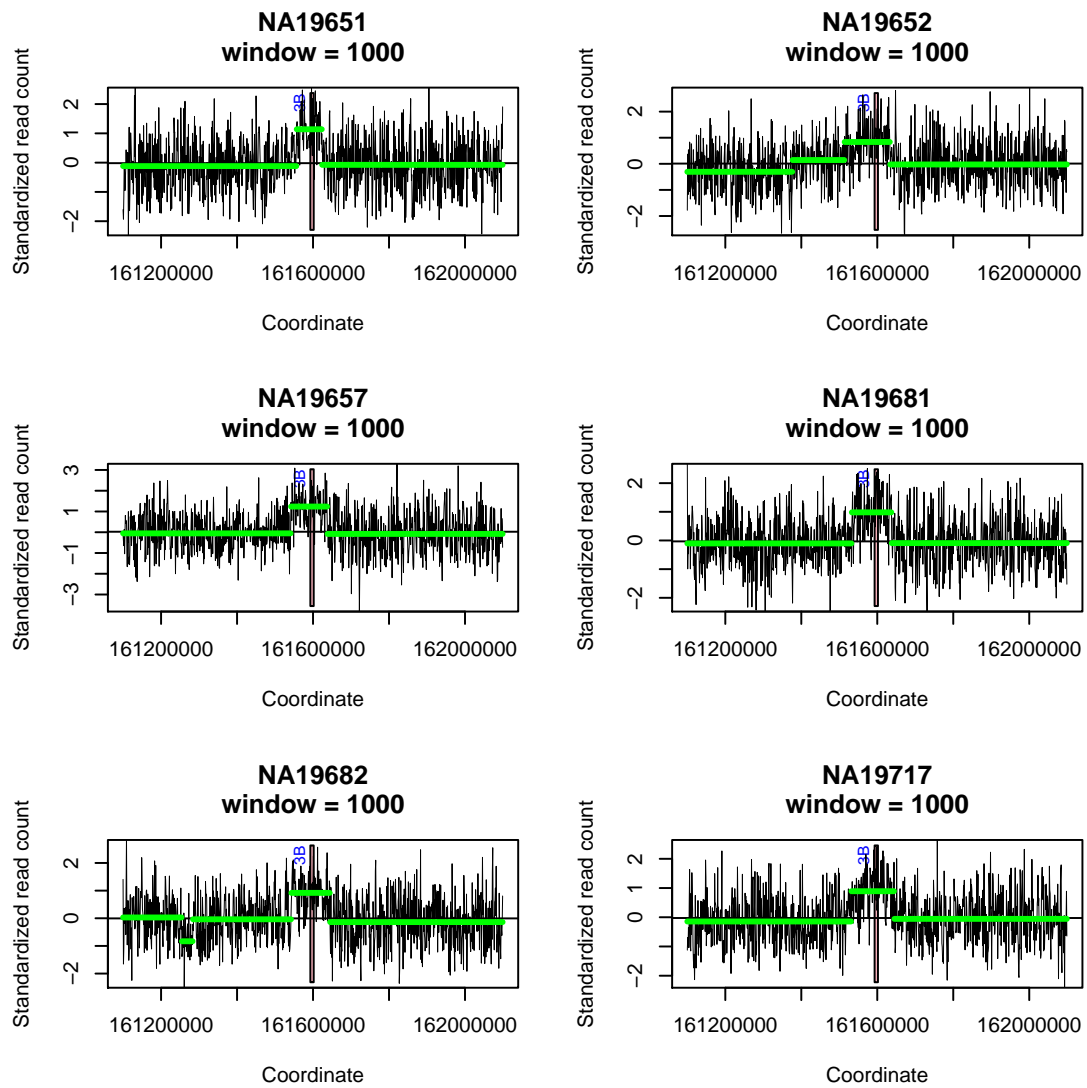 NA19651
window = 1000
Standardized read count
2
1
0
−2
3B
161200000 161600000 162000000
Coordinate
NA19652
window = 1000
Standardized read count
2
0
−2
3B
161200000 161600000 162000000
Coordinate
NA19657
window = 1000
Standardized read count
3
1
−1
−3
3B
161200000 161600000 162000000
Coordinate
NA19681
window = 1000
Standardized read count
2
0
−2
3B
161200000 161600000 162000000
Coordinate
NA19682
window = 1000
Standardized read count
2
0
−2
3B
161200000 161600000 162000000
Coordinate
NA19717
window = 1000
Standardized read count
2
1
0
−2
3B
161200000 161600000 162000000
Coordinate